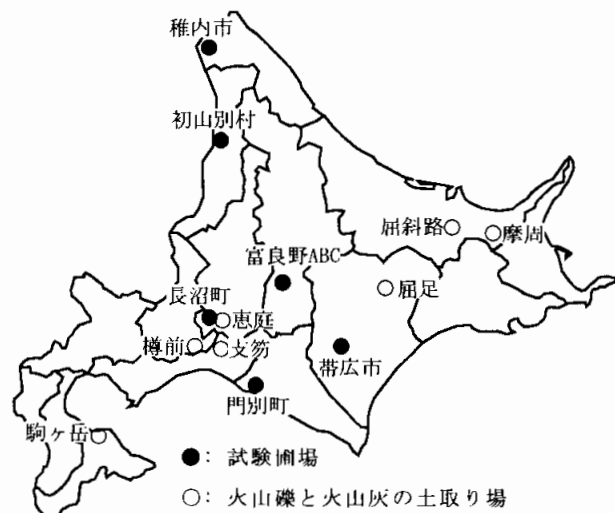 稚内市
初山別村
屈斜路
摩周
富良野ABC
屈足
長沼町
恵庭
樽前
支笏
帯広市
門別町
駒ヶ岳
●：試験圃場
○：火山礫と火山灰の土取り場